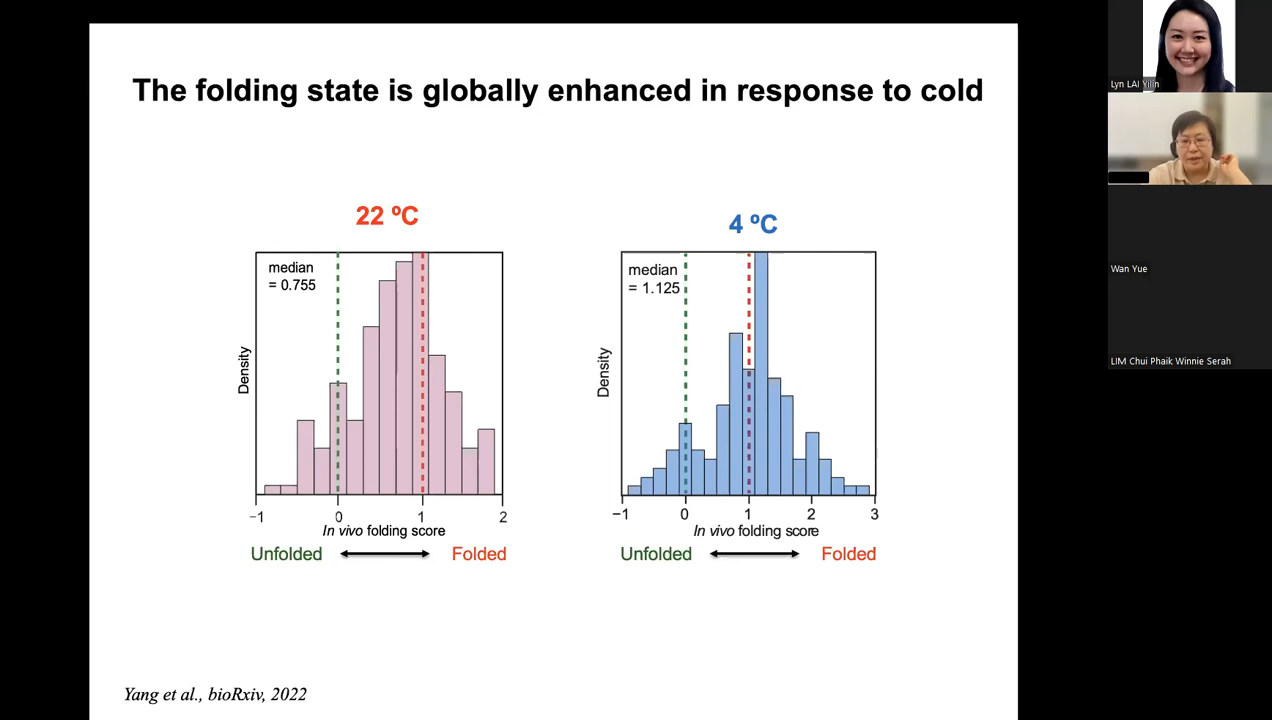 The folding state is globally enhanced in response to cold
22 ºC
4 ºC
median
= 0.755
median
= 1.125
Density
Density
−1
0
1
2
−1
0
1
2
3
In vivo folding score
In vivo folding score
Unfolded
Folded
Unfolded
Folded
Yang et al., bioRxiv, 2022
Lyn LAI Yilin
Wan Yue
LIM Chui Phaik Winnie Serah